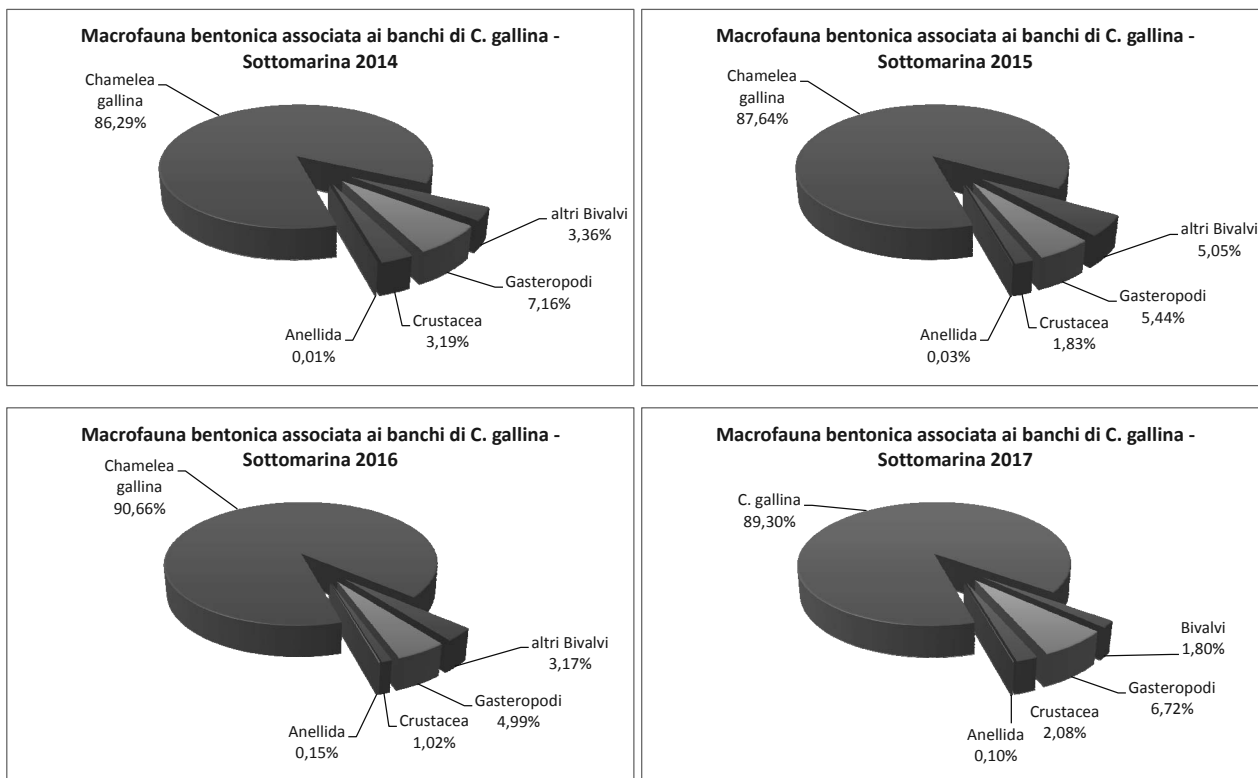 Macrofauna bentonica associata ai banchi di C. gallina -
Sottomarina 2014
Chamelea
gallina
86,29%
altri Bivalvi
3,36%
Gasteropodi
7,16%
Crustacea
3,19%
Anellida
0,01%
Macrofauna bentonica associata ai banchi di C. gallina -
Sottomarina 2015
Chamelea
gallina
87,64%
altri Bivalvi
5,05%
Gasteropodi
5,44%
Crustacea
1,83%
Anellida
0,03%
Macrofauna bentonica associata ai banchi di C. gallina -
Sottomarina 2016
Chamelea
gallina
90,66%
altri Bivalvi
3,17%
Gasteropodi
4,99%
Crustacea
1,02%
Anellida
0,15%
Macrofauna bentonica associata ai banchi di C. gallina -
Sottomarina 2017
C. gallina
89,30%
Bivalvi
1,80%
Gasteropodi
6,72%
Crustacea
2,08%
Anellida
0,10%